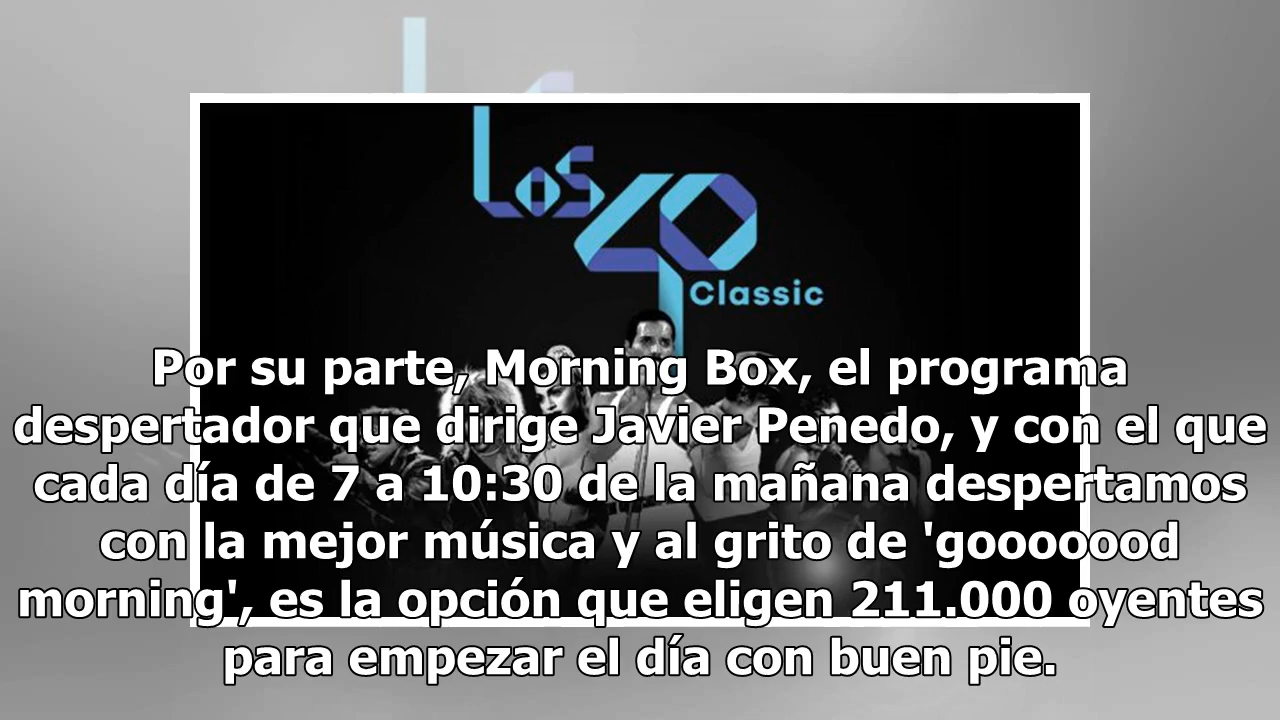 Los
40
Classic
Por su parte, Morning Box, el programa
despertador que dirige Javier Penedo, y con el que
cada día de 7 a 10:30 de la mañana despertamos
con la mejor música y al grito de 'gooooood
morning', es la opción que eligen 211.000 oyentes
para empezar el día con buen pie.